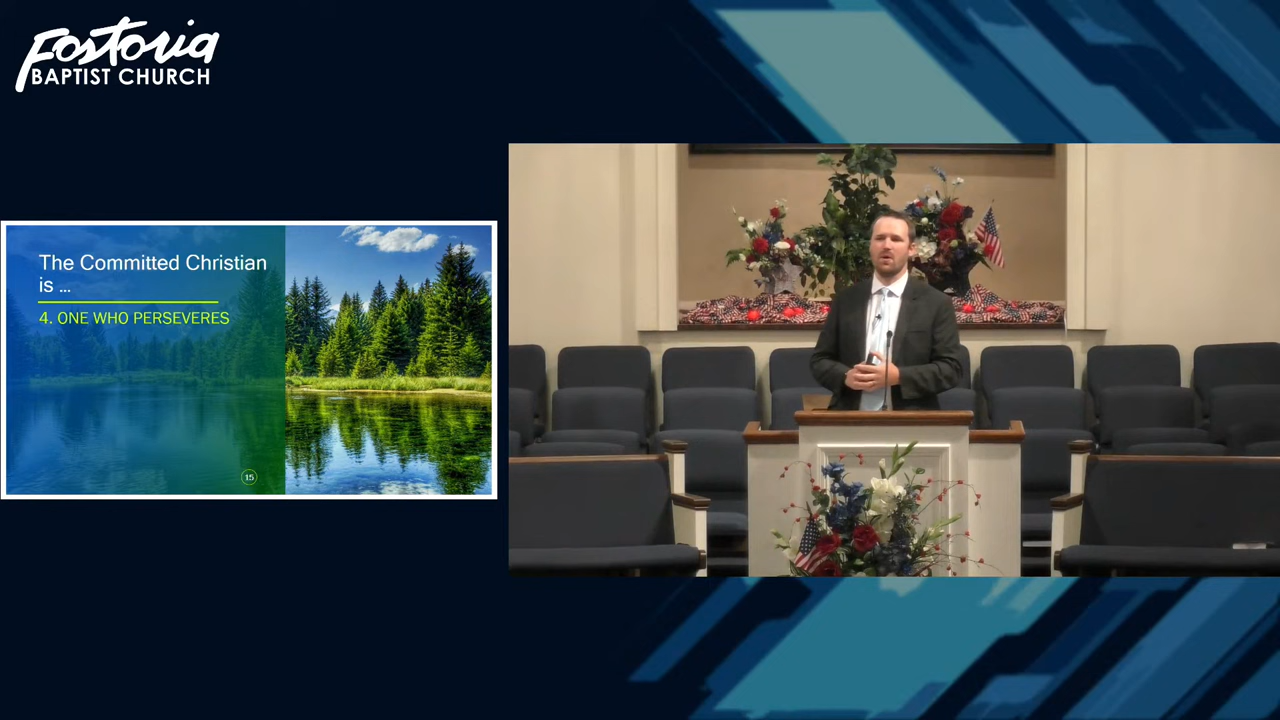 Fostoria
BAPTIST CHURCH
The Committed Christian
is ...
4. ONE WHO PERSEVERES
15